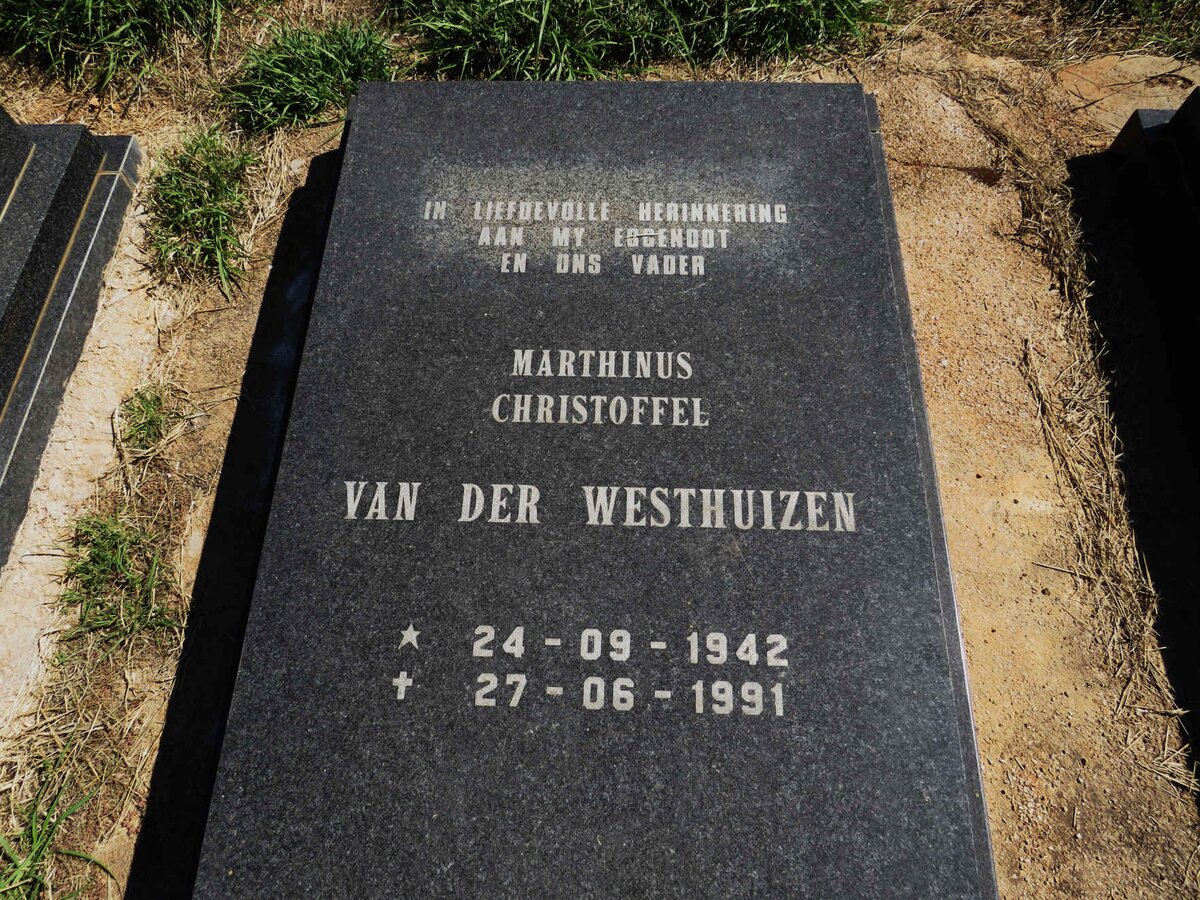 IN LIEFDEVOLLE HERINNERING
AAN MY EGGENOOT
EN ONS VADER
MARTHINUS
CHRISTOFFEL
VAN DER WESTHUIZEN
★ 24 - 09 - 1942
✝ 27 - 06 - 1991